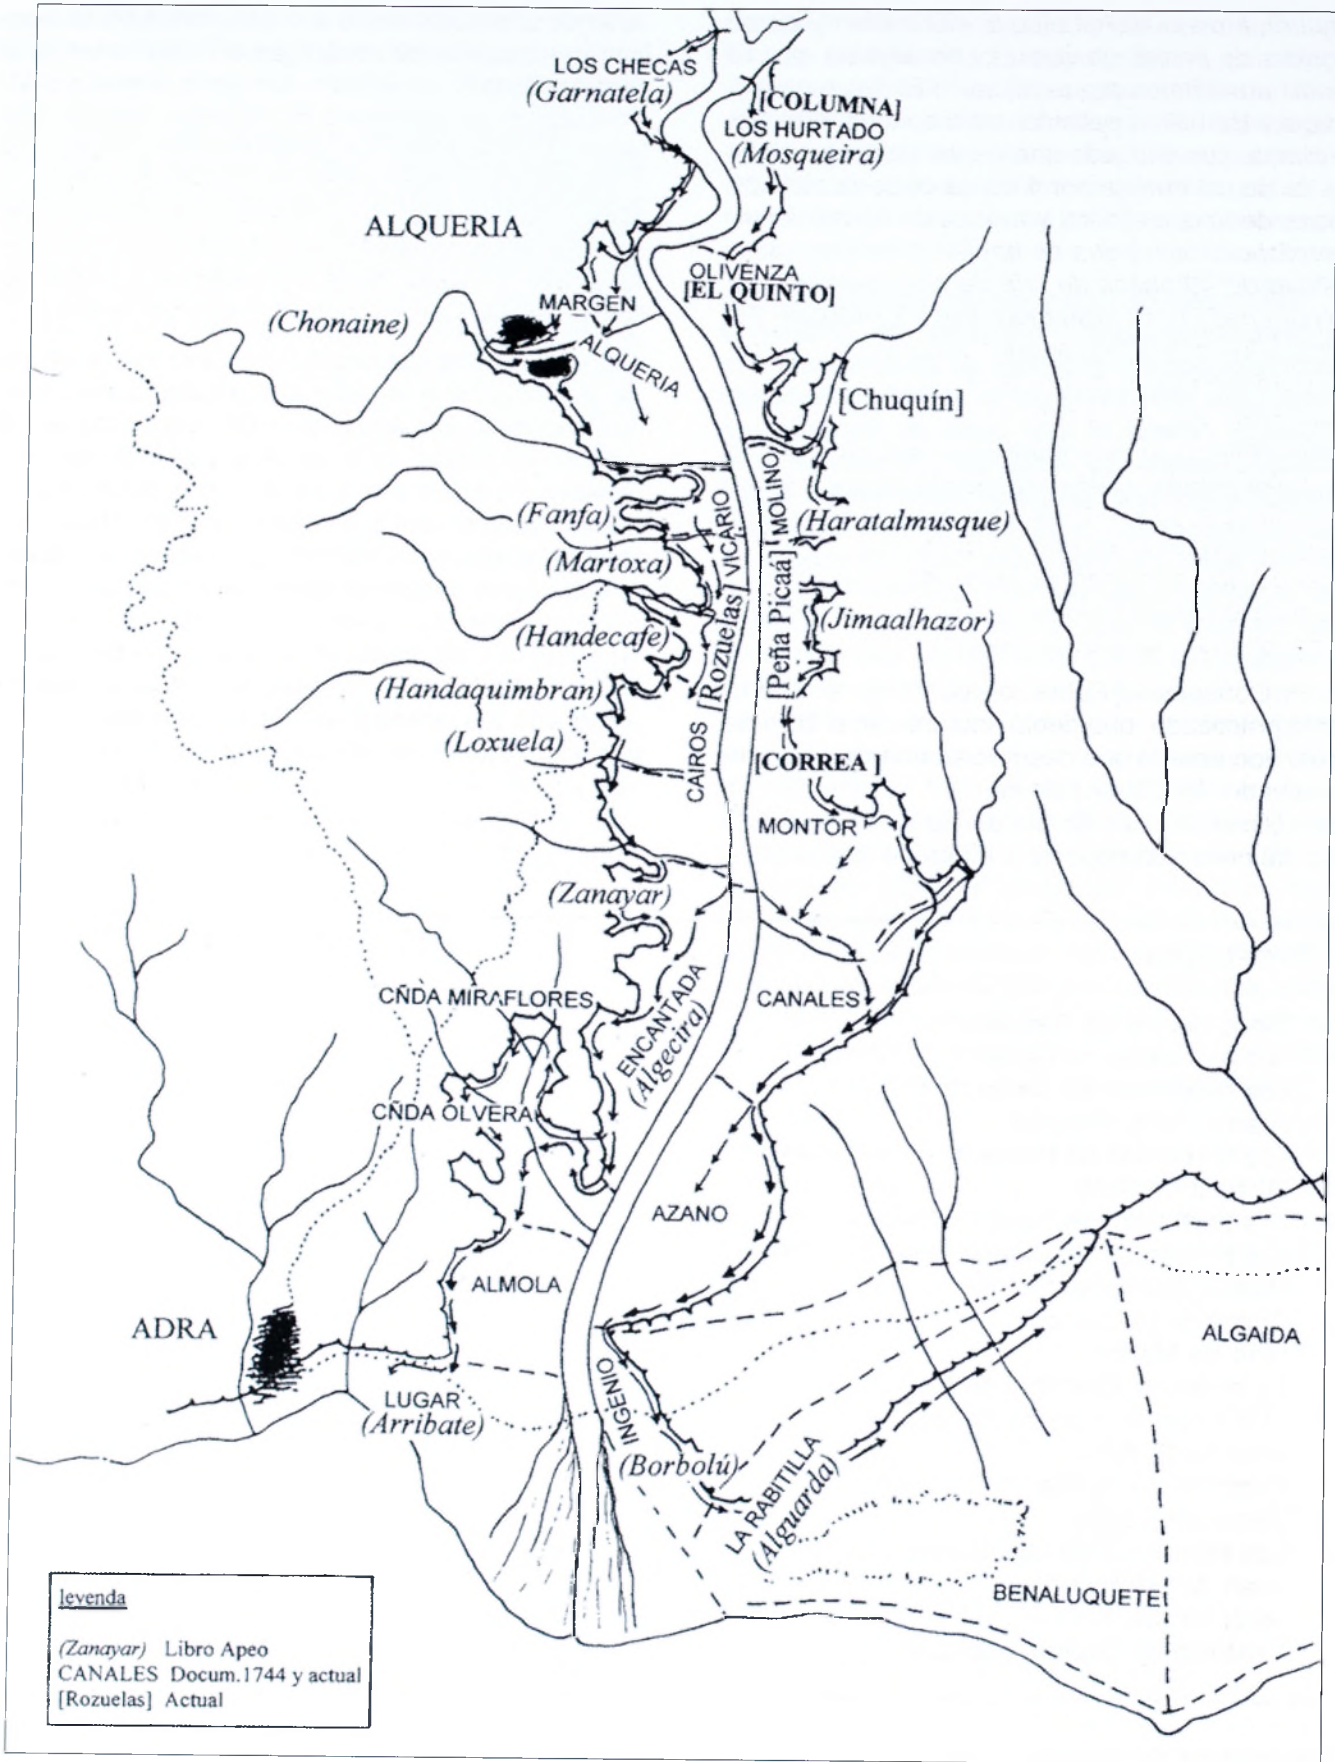 LOS CHECAS
(Garnatela)
[COLUMNA]
LOS HURTADO
(Mosqueira)
ALQUERIA
OLIVENZA
[EL QUINTO]
MARGEN
(Chonaine)
ALQUERIA
[Chuquín]
MOLINO
VICARIO
(Fanfa)
(Haratalmusque)
(Martoxa)
[Peña Picaá]
[Rozuelas]
(Jimaalhazor)
(Handecafe)
(Handaquimbran)
(Loxuela)
CAIROS
[CORREA]
MONTOR
(Zanayar)
CÑDA MIRAFLORES
ENCANTADA
(Algecira)
CANALES
CÑDA OLVERA
AZANO
ALMOLA
ADRA
ALGAIDA
LUGAR
(Arribate)
INGENIO
(Borbolú)
LA RABITILLA
(Alguarda)
BENALUQUETE
leyenda
(Zanayar) Libro Apeo
CANALES Docum.1744 y actual
[Rozuelas] Actual